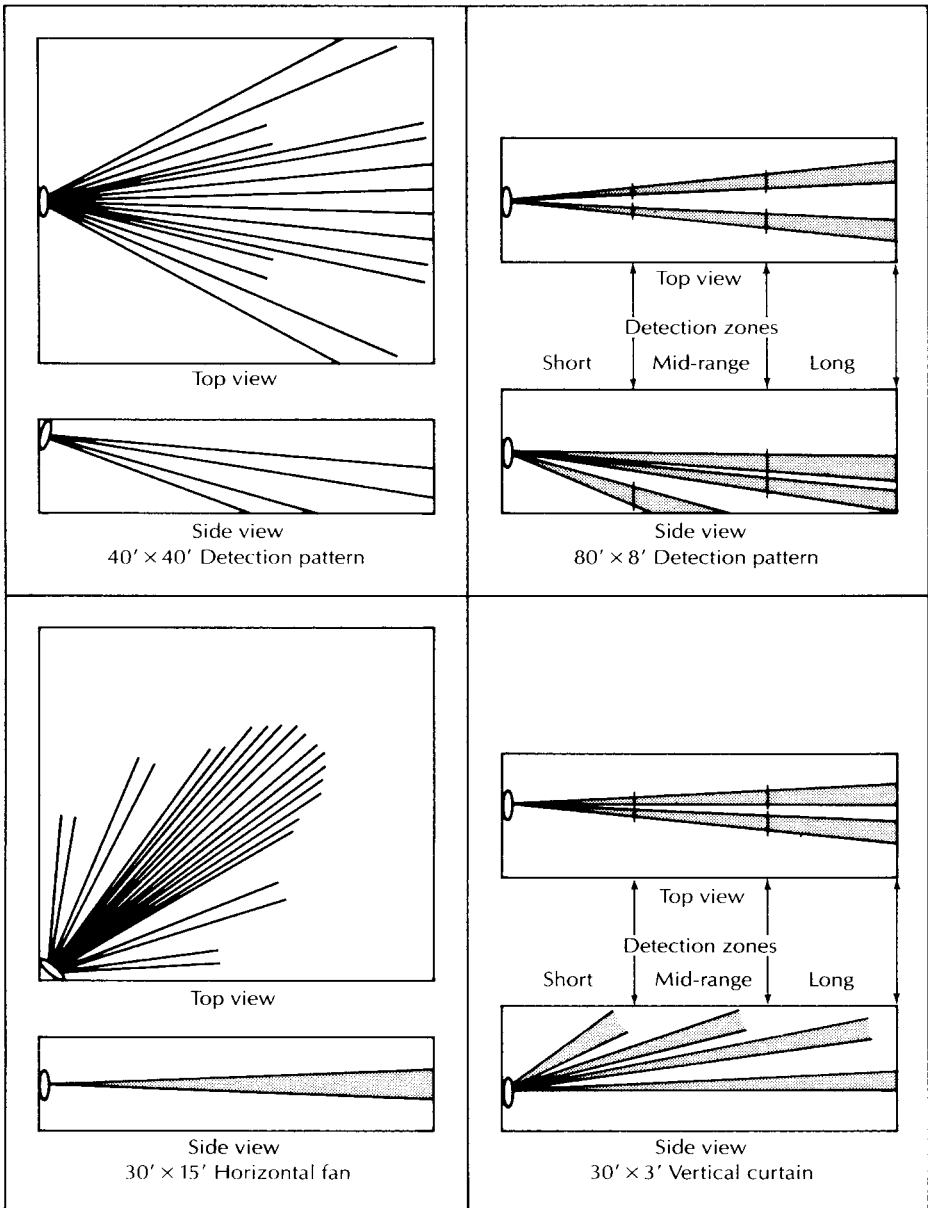 Top view
Side view
40′ × 40′ Detection pattern
Top view
Detection zones
Short Mid-range Long
Side view
80′ × 8′ Detection pattern
Top view
Side view
30′ × 15′ Horizontal fan
Top view
Detection zones
Short Mid-range Long
Side view
30′ × 3′ Vertical curtain